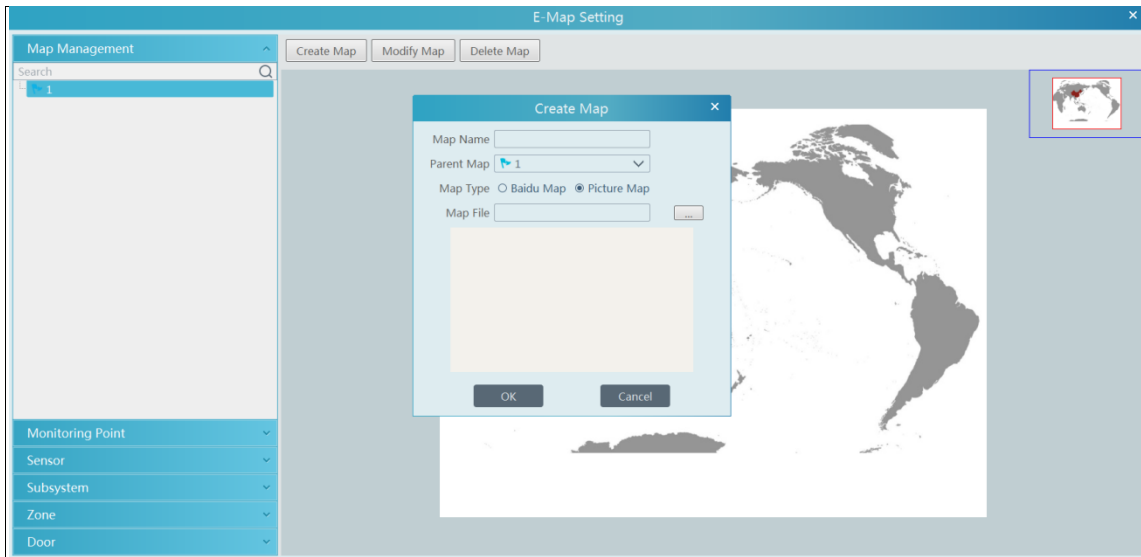 E-Map Setting
Map Management
Create Map
Modify Map
Delete Map
Search
1
Create Map
Map Name
Parent Map 1
Map Type Baidu Map Picture Map
Map File ...
OK Cancel
Monitoring Point
Sensor
Subsystem
Zone
Door